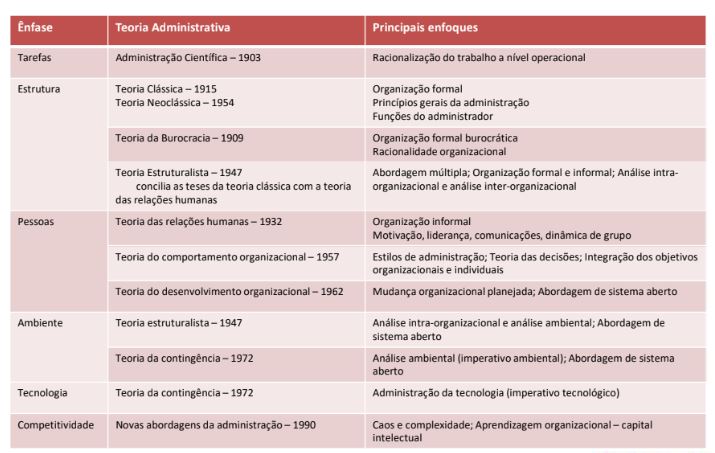 Ênfase Teoria Administrativa Principais enfoques
Tarefas Administração Científica – 1903 Racionalização do trabalho a nível operacional
Estrutura Teoria Clássica – 1915 Organização formal
Teoria Neoclássica – 1954 Princípios gerais da administração
Funções do administrador
Teoria da Burocracia – 1909 Organização formal burocrática
Racionalidade organizacional
Teoria Estruturalista – 1947 Abordagem múltipla; Organização formal e informal; Análise intra-
concilia as teses da teoria clássica com a teoria organizacional e análise inter-organizacional
das relações humanas
Pessoas Teoria das relações humanas – 1932 Organização informal
Motivação, liderança, comunicações, dinâmica de grupo
Teoria do comportamento organizacional – 1957 Estilos de administração; Teoria das decisões; Integração dos objetivos
organizacionais e individuais
Teoria do desenvolvimento organizacional – 1962 Mudança organizacional planejada; Abordagem de sistema aberto
Ambiente Teoria estruturalista – 1947 Análise intra-organizacional e análise ambiental; Abordagem de
sistema aberto
Teoria da contingência – 1972 Análise ambiental (imperativo ambiental); Abordagem de sistema
aberto
Tecnologia Teoria da contingência – 1972 Administração da tecnologia (imperativo tecnológico)
Competitividade Novas abordagens da administração – 1990 Caos e complexidade; Aprendizagem organizacional – capital
intelectual